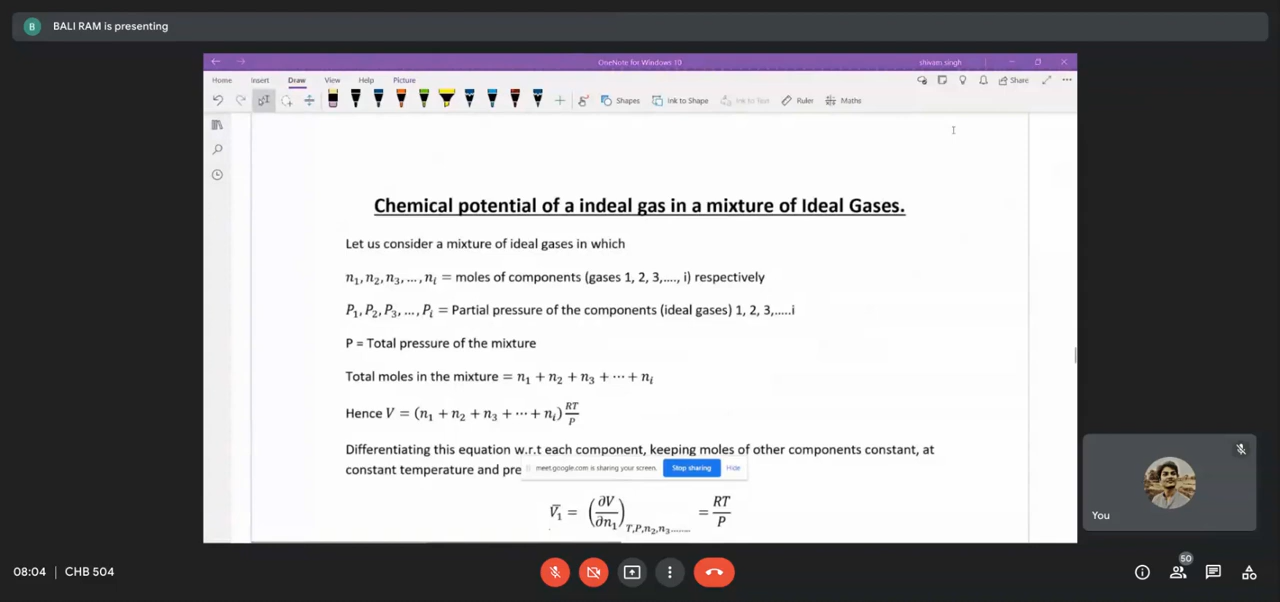 B BALI RAM is presenting
OneNote for Windows 10
shivam singh
Home Insert Draw View Help Picture
Share
Shapes Ink to Shape Ink to Text Ruler Maths
Chemical potential of a indeal gas in a mixture of Ideal Gases.
Let us consider a mixture of ideal gases in which
n₁, n₂, n₃, …, nᵢ = moles of components (gases 1, 2, 3,…., i) respectively
P₁, P₂, P₃, …, Pᵢ = Partial pressure of the components (ideal gases) 1, 2, 3,…..i
P = Total pressure of the mixture
Total moles in the mixture = n₁ + n₂ + n₃ + ⋯ + nᵢ
Hence V = (n₁ + n₂ + n₃ + ⋯ + nᵢ) RT/P
Differentiating this equation w.r.t each component, keeping moles of other components constant, at
constant temperature and pre
meet.google.com is sharing your screen. Stop sharing Hide
V̄₁ = (∂V/∂n₁)T,P,n₂,n₃........ = RT/P
You
08:04 | CHB 504
50